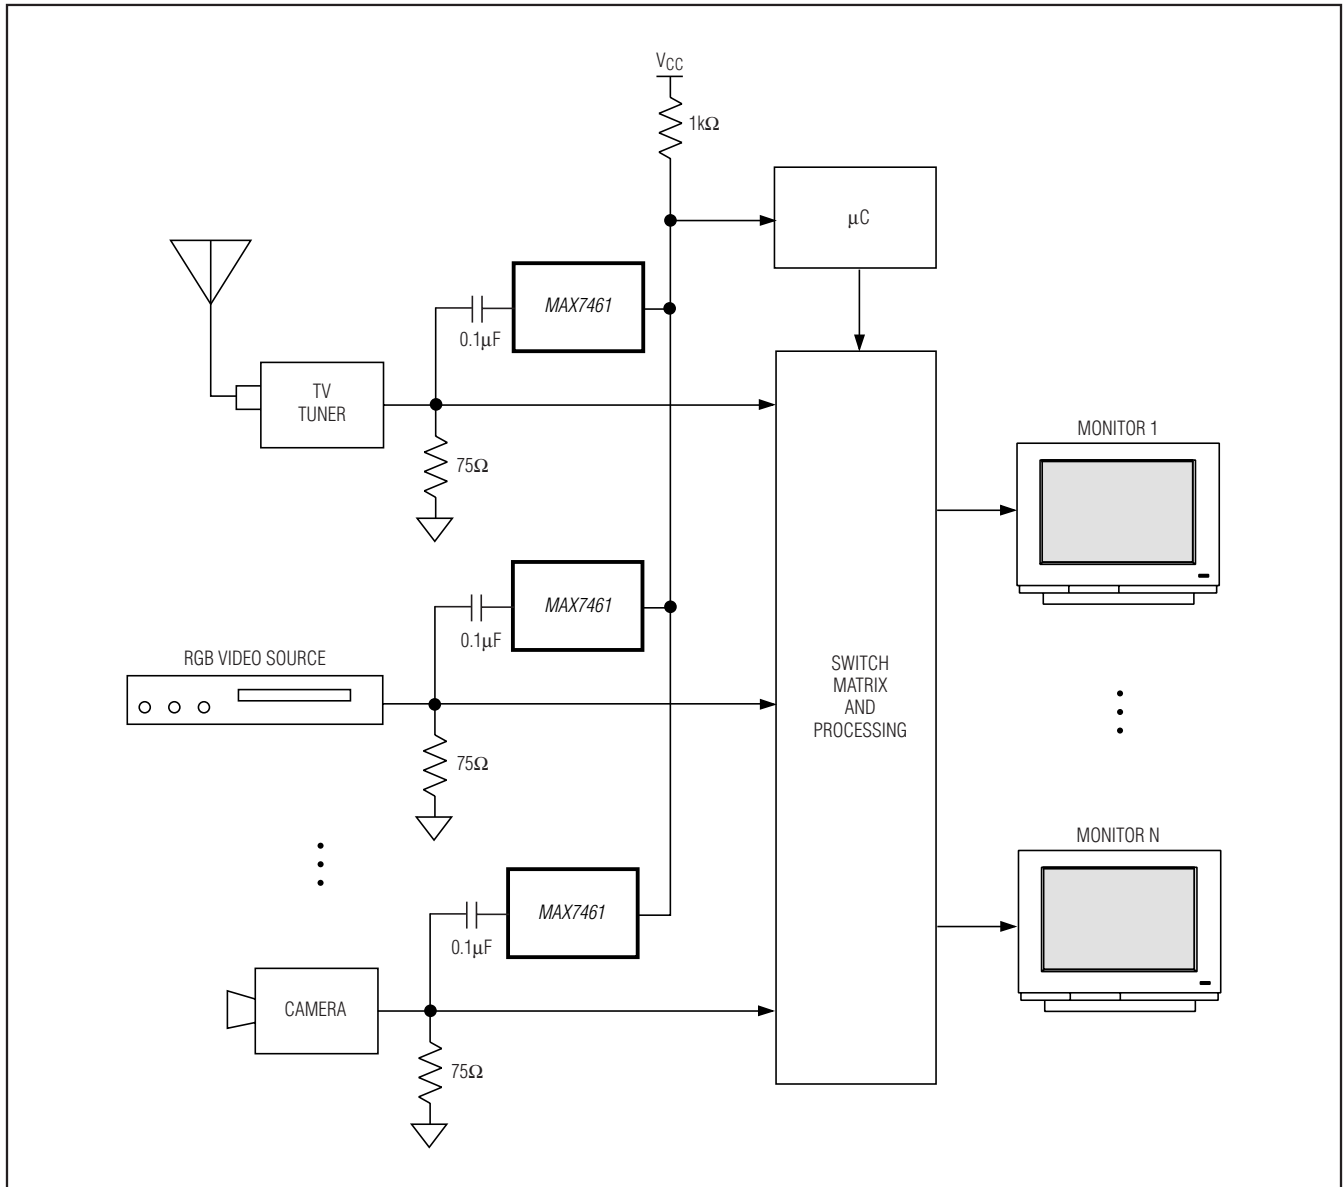 VCC
1kΩ
μC
MAX7461
0.1μF
TV
TUNER
75Ω
MONITOR 1
MAX7461
0.1μF
RGB VIDEO SOURCE
75Ω
SWITCH
MATRIX
AND
PROCESSING
MONITOR N
MAX7461
0.1μF
CAMERA
75Ω